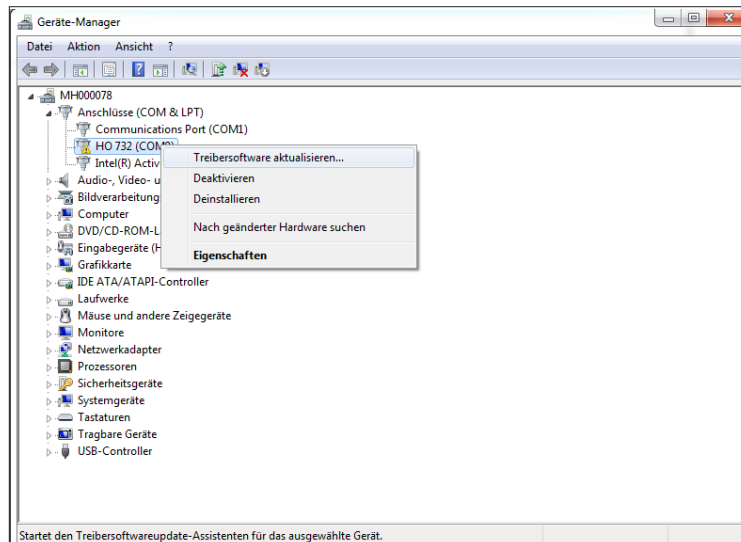 Geräte-Manager
Datei Aktion Ansicht ?
MH000078
Anschlüsse (COM & LPT)
Communications Port (COM1)
HO 732
Intel(R)
Treibersoftware aktualisieren...
Deaktivieren
Deinstallieren
Nach geänderter Hardware suchen
Eigenschaften
Audio-, Video-
Bildverarbeitung
Computer
DVD/CD-ROM-L
Eingabegeräte
Grafikkarte
IDE ATA/ATAPI-Controller
Laufwerke
Mäuse und andere Zeigegeräte
Monitore
Netzwerkadapter
Prozessoren
Sicherheitsgeräte
Systemgeräte
Tastaturen
Tragbare Geräte
USB-Controller
Startet den Treibersoftwareupdate-Assistenten für das ausgewählte Gerät.